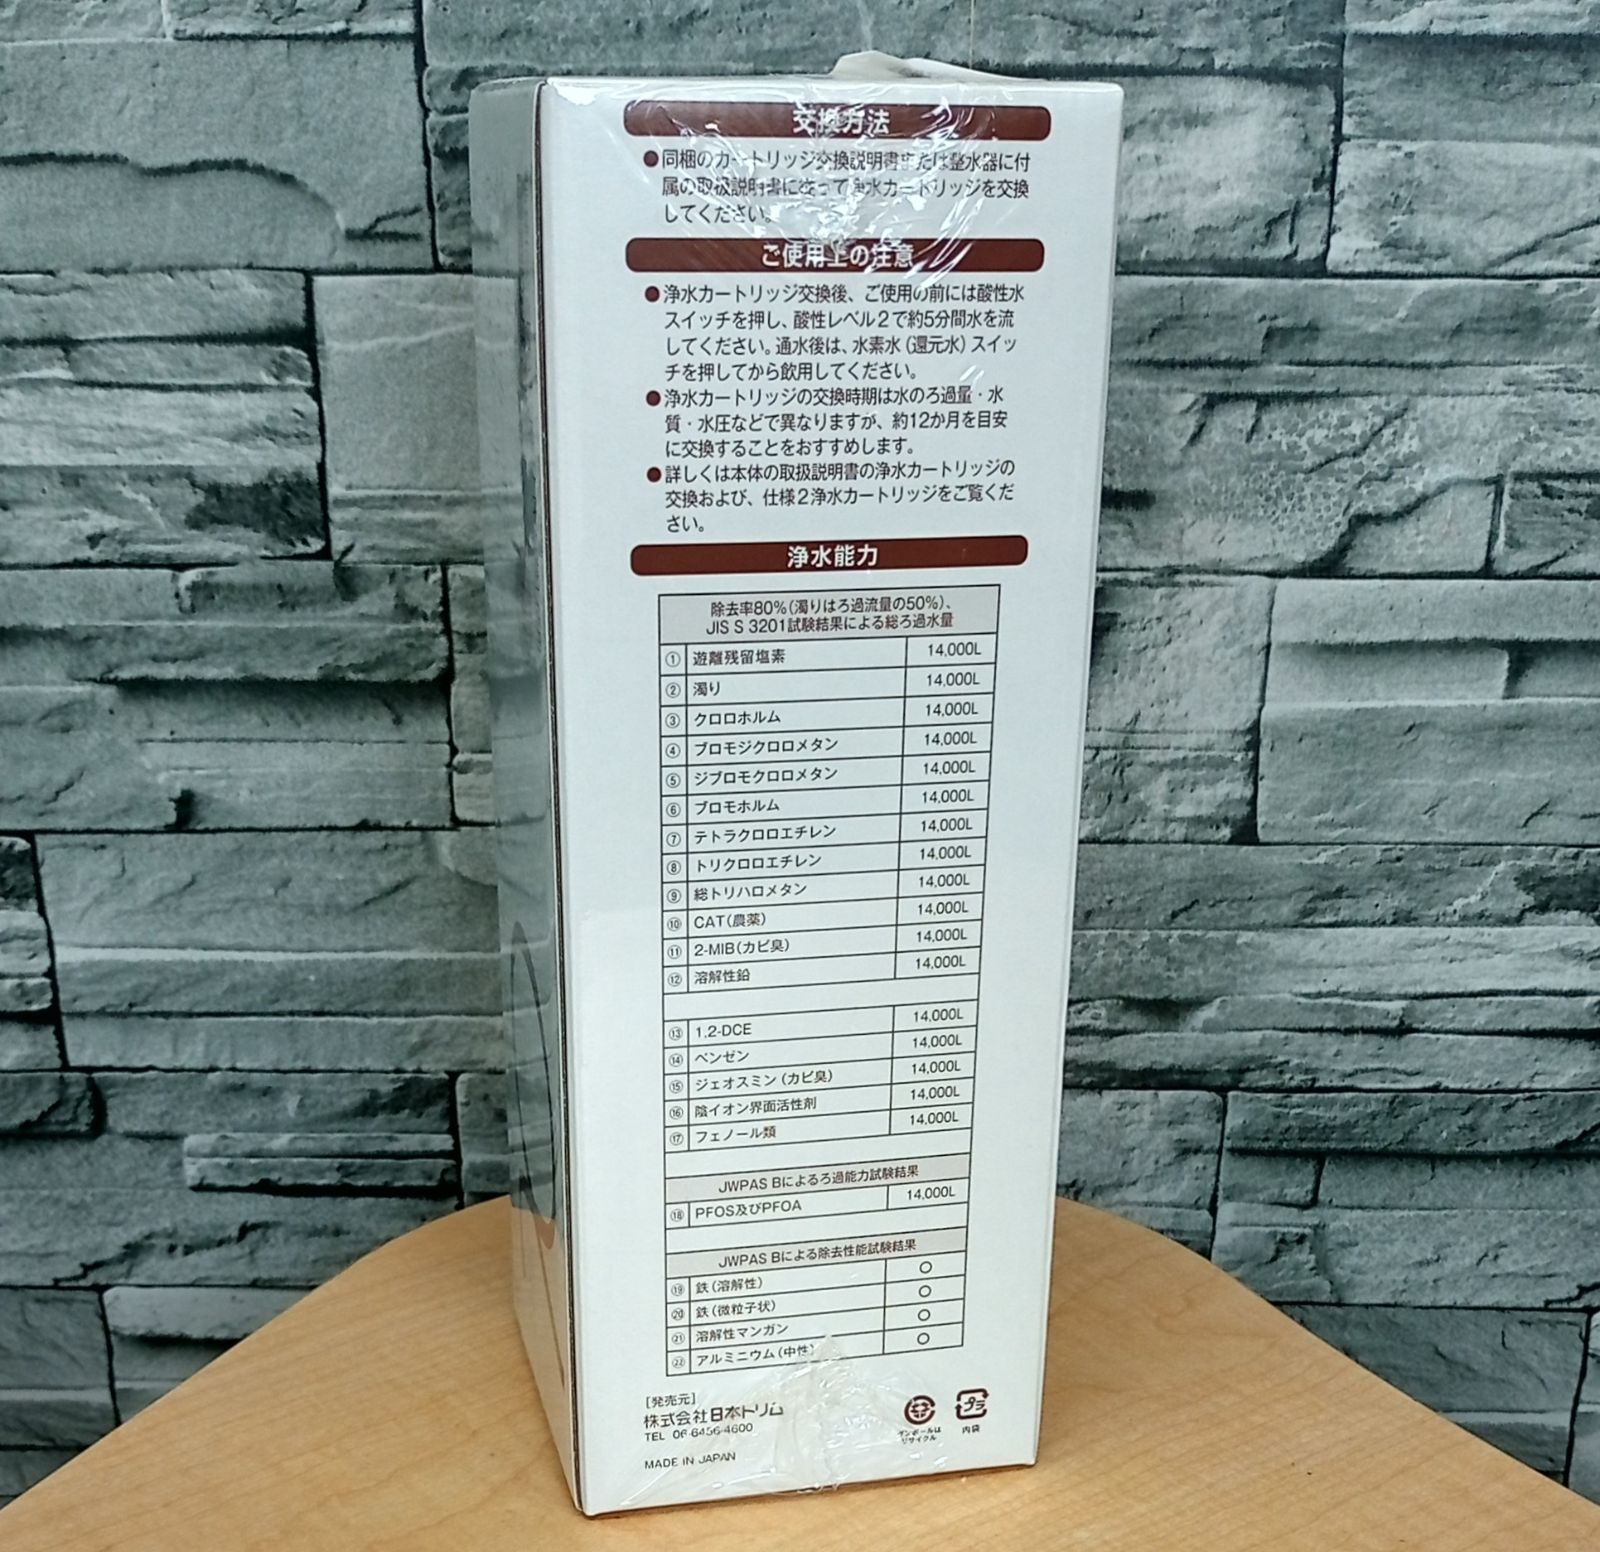 交換方法
●同梱のカートリッジ交換説明書または整水器に付
属の取扱説明書に従って浄水カートリッジを交換
してください。
ご使用上の注意
●浄水カートリッジ交換後、ご使用の前には酸性水
スイッチを押し、酸性レベル2で約5分間水を流
してください。通水後は、水素水（還元水）スイッ
チを押してから飲用してください。
●浄水カートリッジの交換時期は水のろ過量・水
質・水圧などで異なりますが、約12か月を目安
に交換することをおすすめします。
●詳しくは本体の取扱説明書の浄水カートリッジの
交換および、仕様2浄水カートリッジをご覧くだ
さい。
浄水能力
除去率80%（濁りはろ過流量の50%）、
JIS S 3201試験結果による総ろ過水量
① 遊離残留塩素 14,000L
② 濁り 14,000L
③ クロロホルム 14,000L
④ ブロモジクロロメタン 14,000L
⑤ ジブロモクロロメタン 14,000L
⑥ ブロモホルム 14,000L
⑦ テトラクロロエチレン 14,000L
⑧ トリクロロエチレン 14,000L
⑨ 総トリハロメタン 14,000L
⑩ CAT（農薬） 14,000L
⑪ 2-MIB（カビ臭） 14,000L
⑫ 溶解性鉛 14,000L
⑬ 1,2-DCE 14,000L
⑭ ベンゼン 14,000L
⑮ ジェオスミン（カビ臭） 14,000L
⑯ 陰イオン界面活性剤 14,000L
⑰ フェノール類 14,000L
JWPAS Bによるろ過能力試験結果
⑱ PFOS及びPFOA 14,000L
JWPAS Bによる除去性能試験結果
⑲ 鉄（溶解性） ○
⑳ 鉄（微粒子状） ○
㉑ 溶解性マンガン ○
㉒ アルミニウム（中性） ○
［発売元］
株式会社日本トリム
TEL 06-6456-4600
MADE IN JAPAN
ダンボールは
リサイクル
プラ
内袋